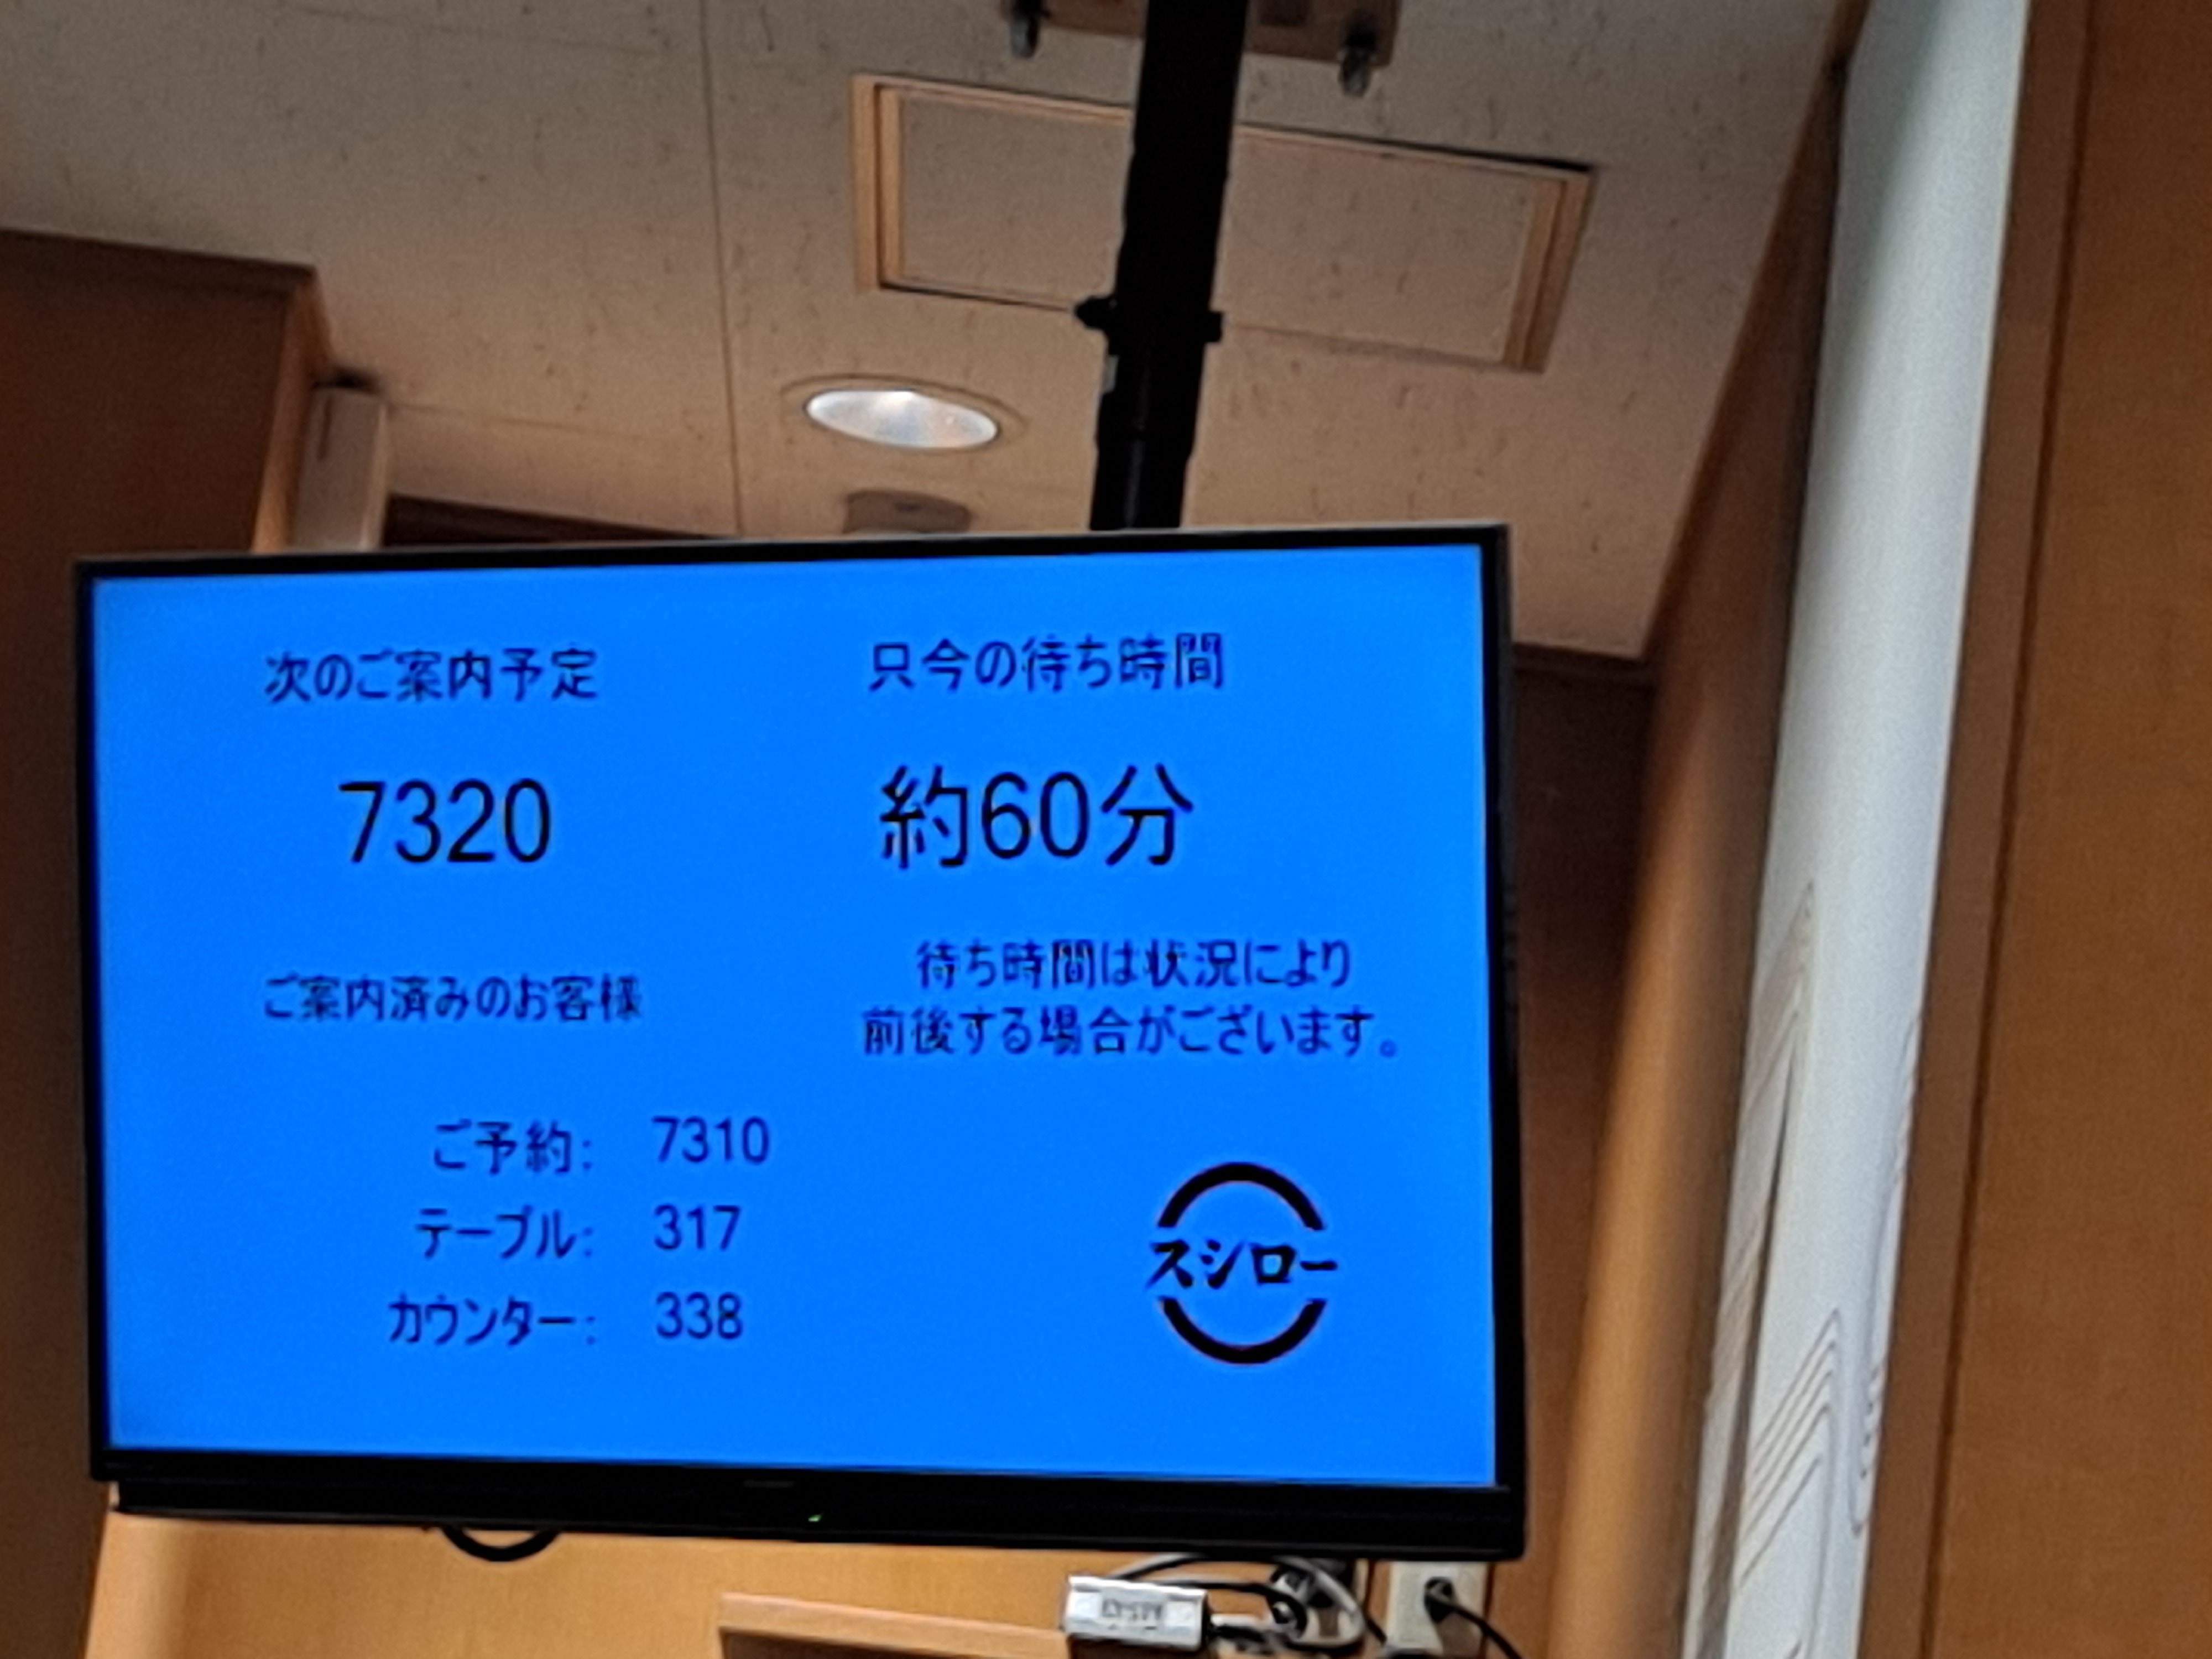 次のご案内予定
7320
ご案内済みのお客様
ご予約: 7310
テーブル: 317
カウンター: 338
只今の待ち時間
約60分
待ち時間は状況により
前後する場合がございます。
スシロー